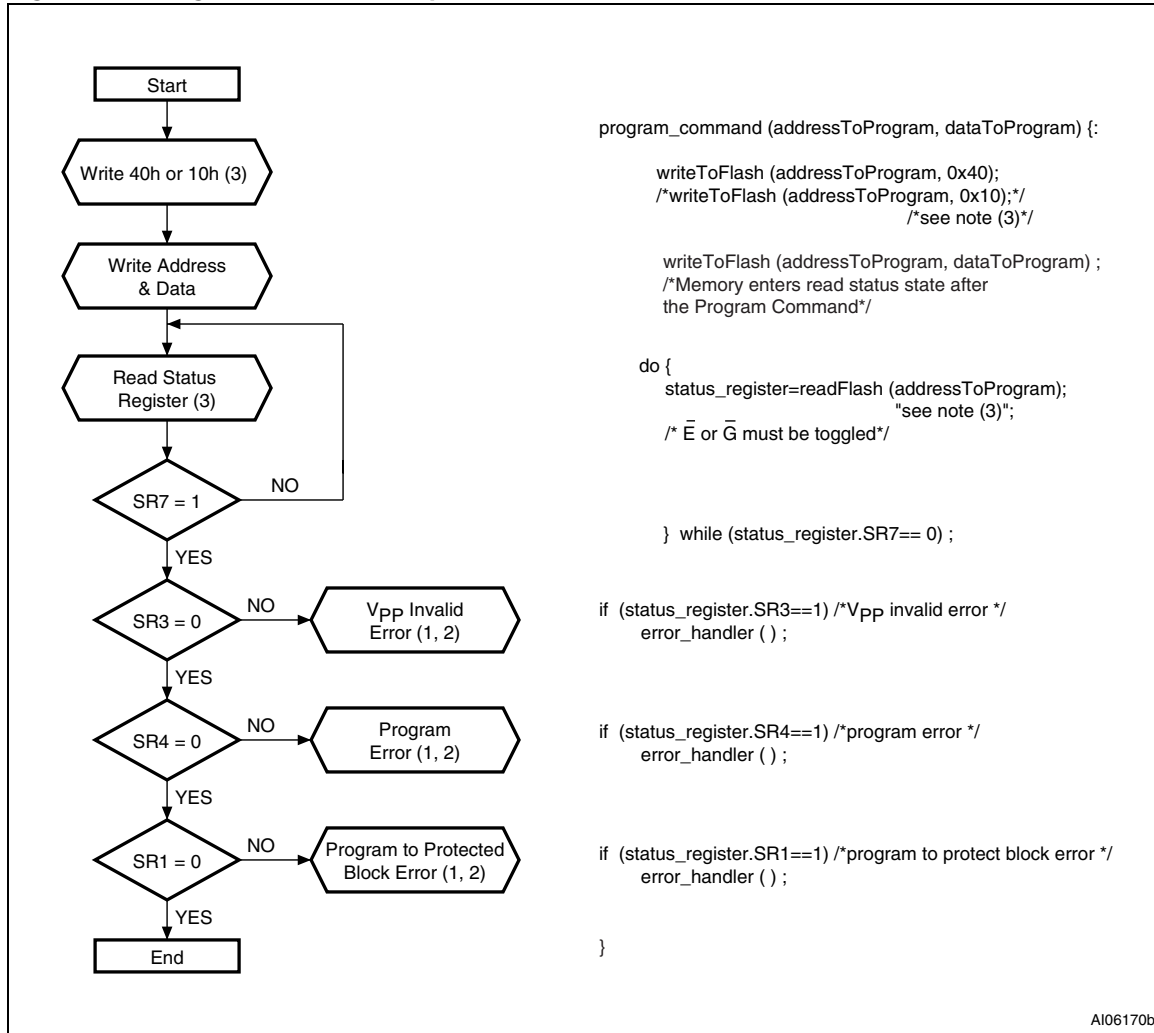 Start
Write 40h or 10h (3)
Write Address
& Data
Read Status
Register (3)
SR7 = 1
NO
YES
SR3 = 0
NO
VPP Invalid
Error (1, 2)
YES
SR4 = 0
NO
Program
Error (1, 2)
YES
SR1 = 0
NO
Program to Protected
Block Error (1, 2)
YES
End
program_command (addressToProgram, dataToProgram) {:
writeToFlash (addressToProgram, 0x40);
/*writeToFlash (addressToProgram, 0x10);*/
/*see note (3)*/
writeToFlash (addressToProgram, dataToProgram) ;
/*Memory enters read status state after
the Program Command*/
do {
status_register=readFlash (addressToProgram);
"see note (3)";
/* E̅ or G̅ must be toggled*/
} while (status_register.SR7== 0) ;
if (status_register.SR3==1) /*VPP invalid error */
error_handler ( ) ;
if (status_register.SR4==1) /*program error */
error_handler ( ) ;
if (status_register.SR1==1) /*program to protect block error */
error_handler ( ) ;
}
AI06170b